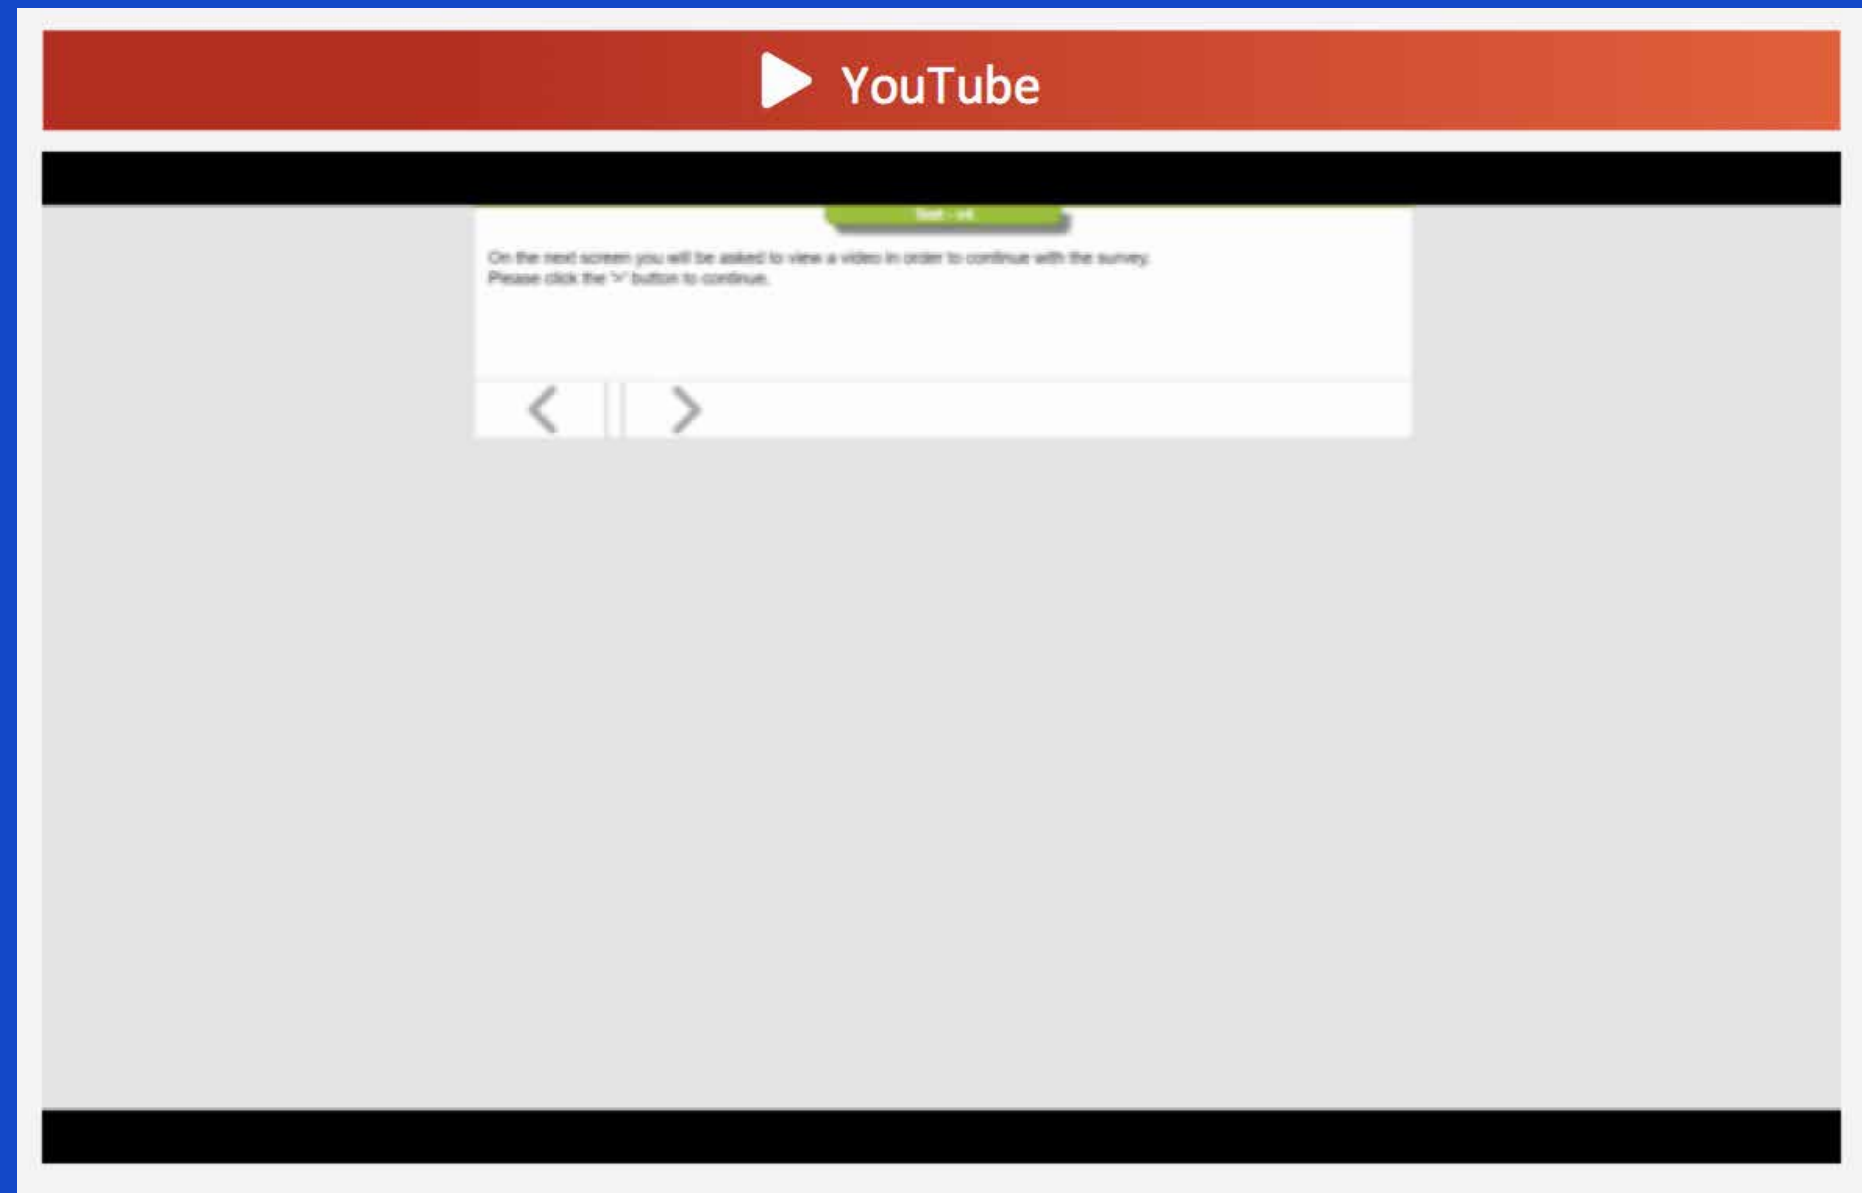 YouTube
On the next screen you will be asked to view a video in order to continue with the survey.
Please click the '>' button to continue.